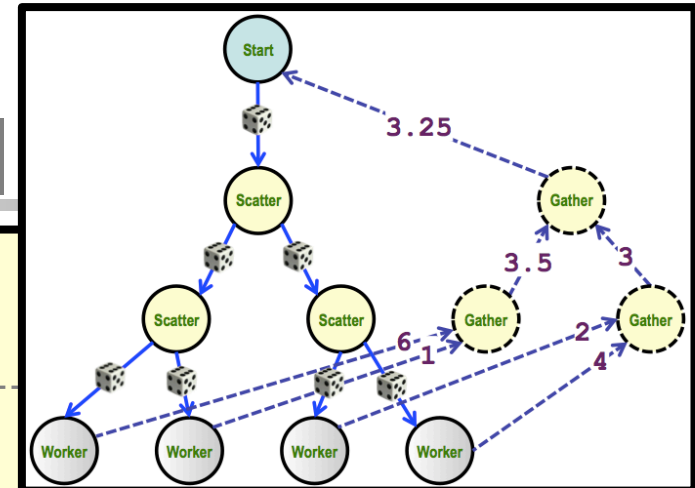 Start
3.25
Scatter
Gather
3.5
3
Scatter
Scatter
Gather
Gather
6
1
2
4
Worker
Worker
Worker
Worker